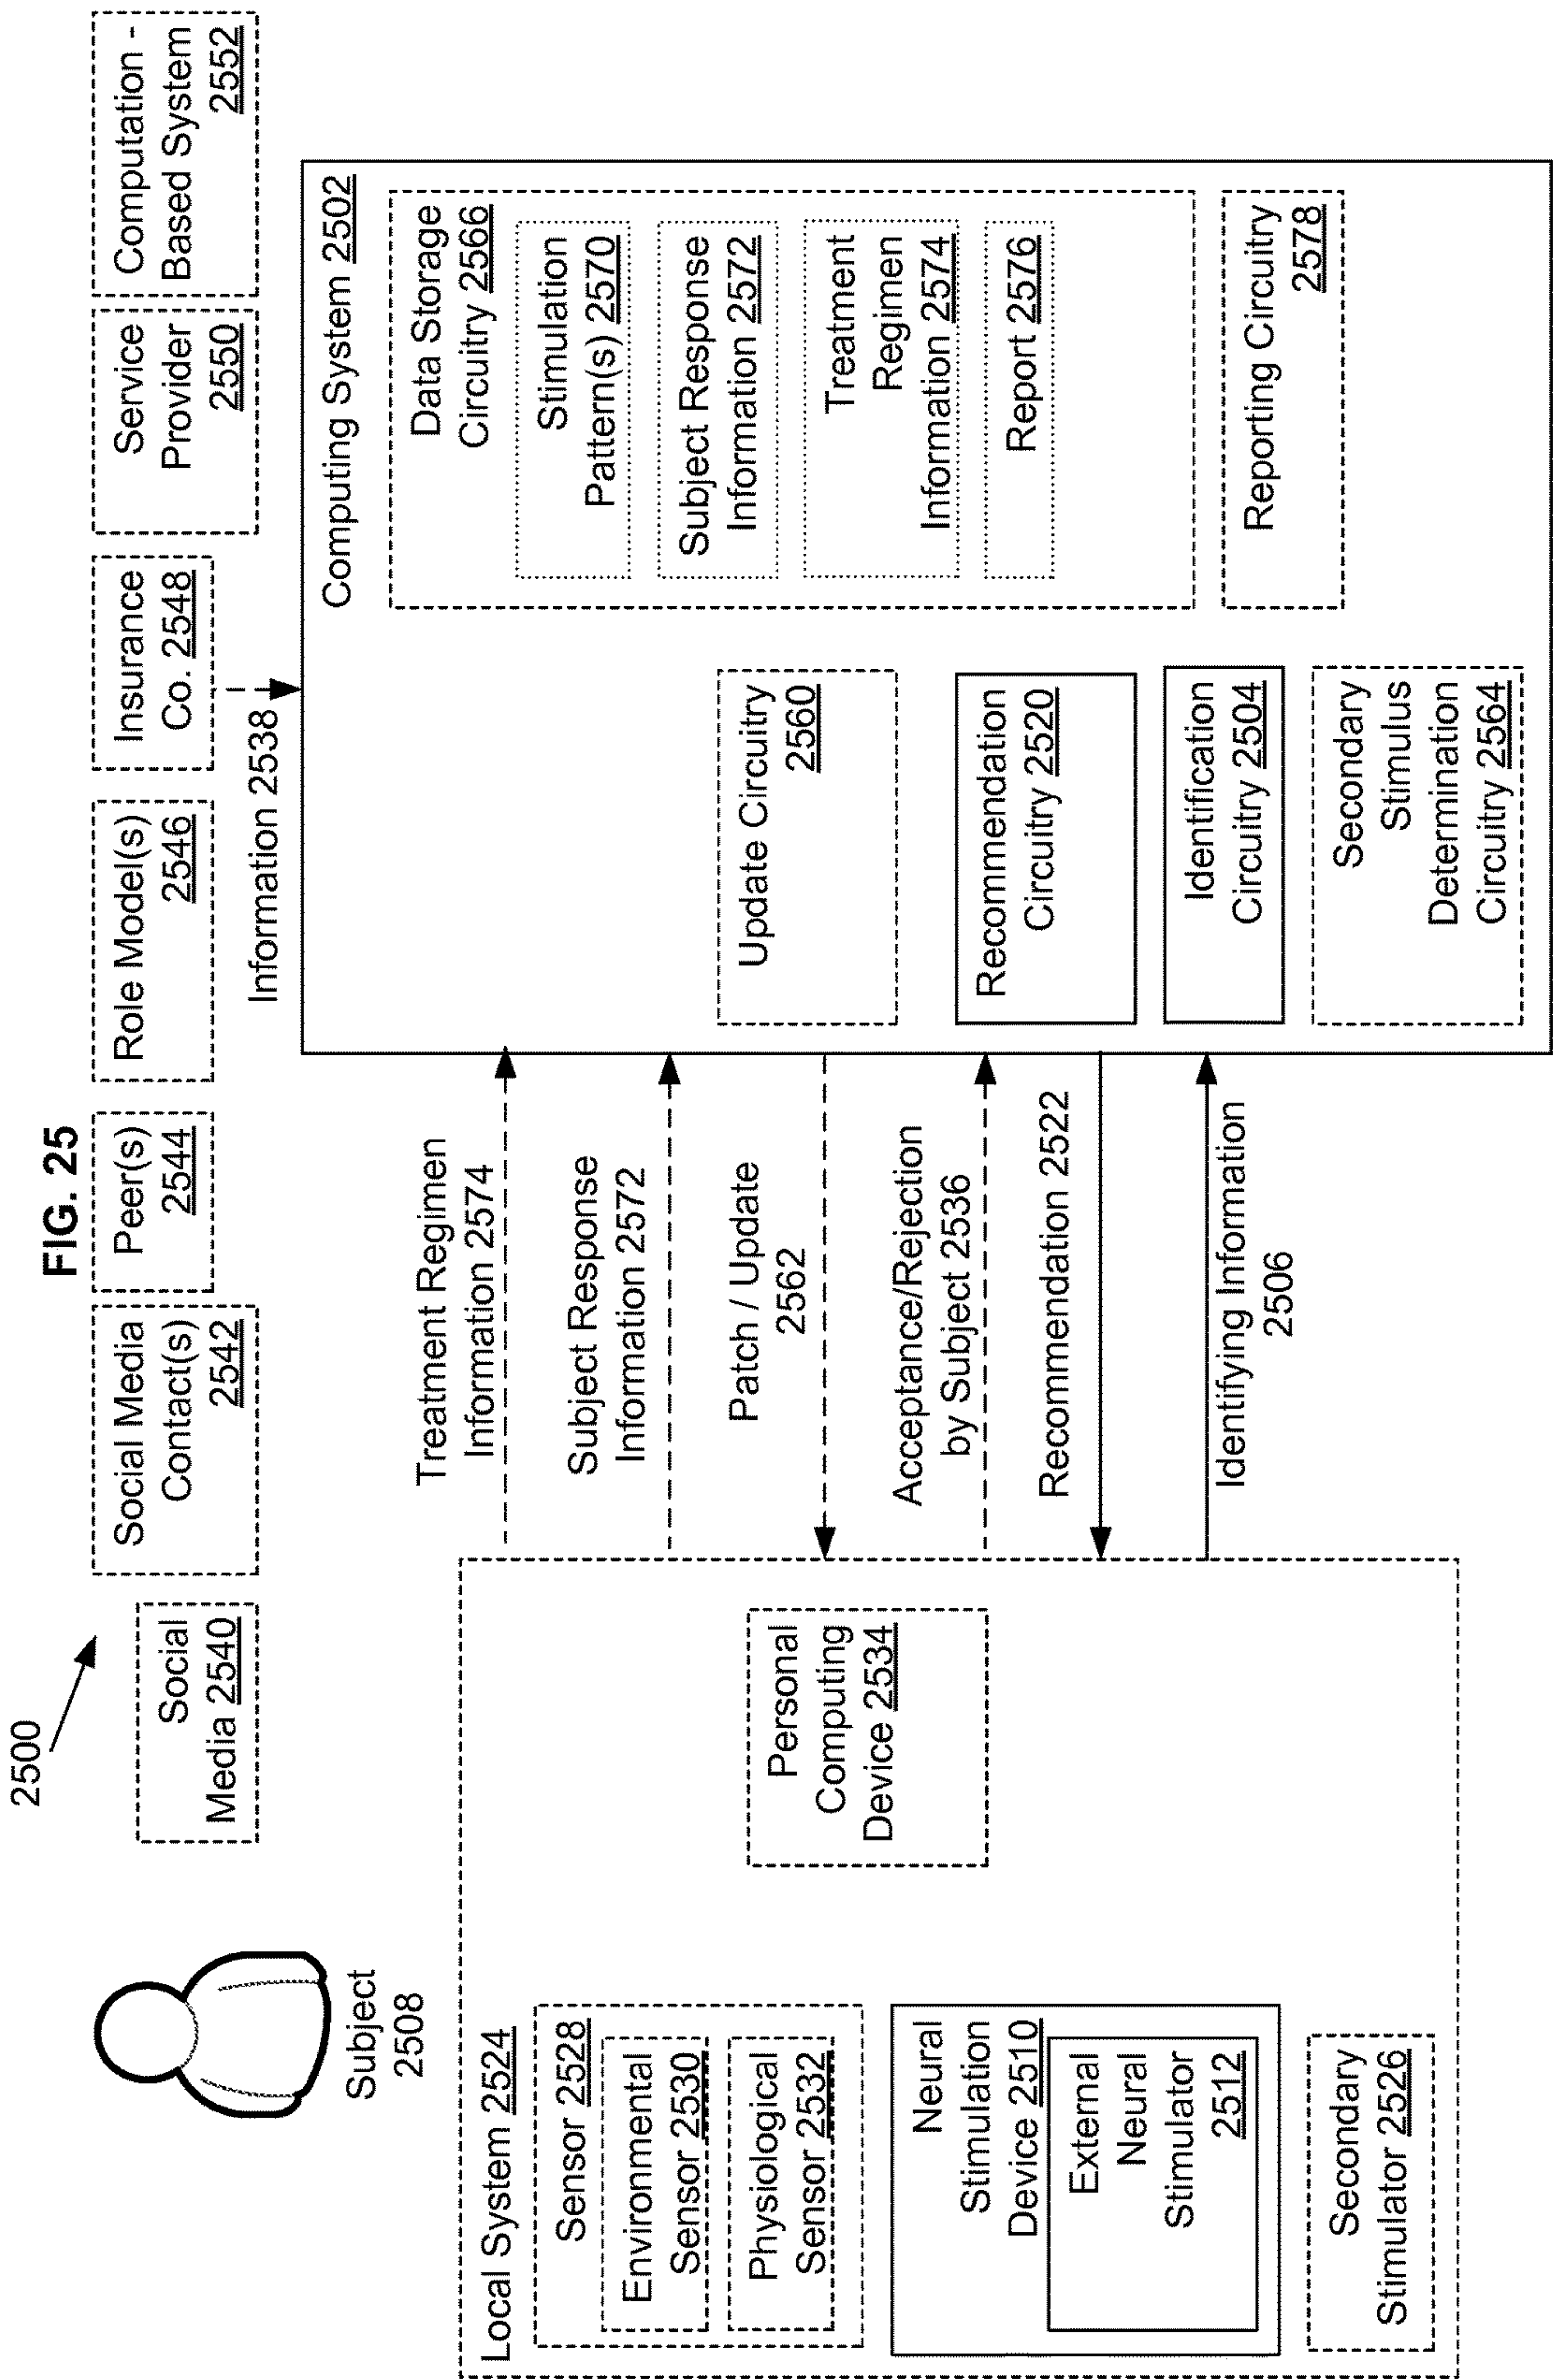 FIG. 25
2500
Social
Media 2540
Social Media
Contact(s)
2542
Peer(s)
2544
Role Model(s)
2546
Insurance
Co. 2548
Service
Provider
2550
Computation -
Based System
2552
Information 2538
Subject
2508
Local System 2524
Sensor 2528
Environmental
Sensor 2530
Physiological
Sensor 2532
Neural
Stimulation
Device 2510
External
Neural
Stimulator
2512
Secondary
Stimulator 2526
Personal
Computing
Device 2534
Treatment Regimen
Information 2574
Subject Response
Information 2572
Patch / Update
2562
Acceptance/Rejection
by Subject 2536
Recommendation 2522
Identifying Information
2506
Computing System 2502
Update Circuitry
2560
Recommendation
Circuitry 2520
Identification
Circuitry 2504
Secondary
Stimulus
Determination
Circuitry 2564
Data Storage
Circuitry 2566
Stimulation
Pattern(s) 2570
Subject Response
Information 2572
Treatment
Regimen
Information 2574
Report 2576
Reporting Circuitry
2578